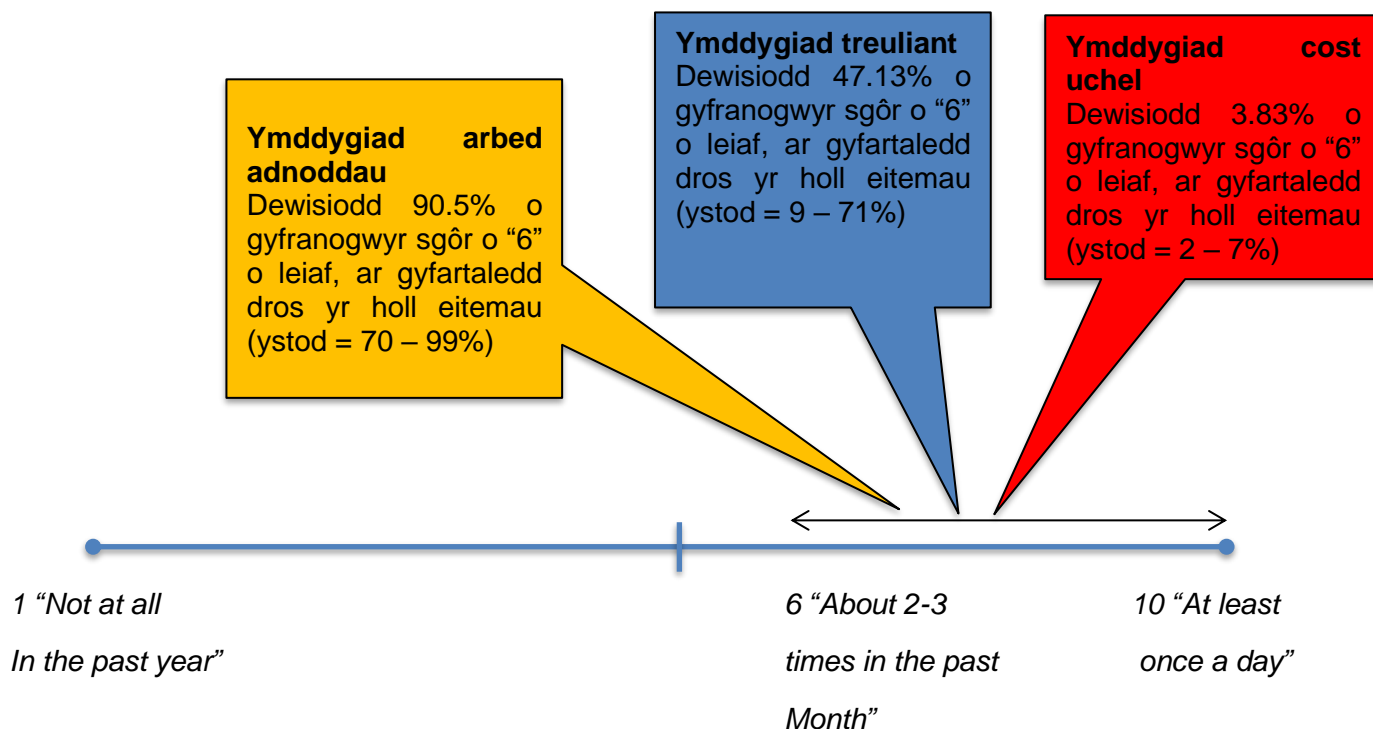 Ymddygiad arbed
adnoddau
Dewisiodd 90.5% o
gyfranogwyr sgôr o “6”
o leiaf, ar gyfartaledd
dros yr holl eitemau
(ystod = 70 – 99%)
Ymddygiad treuliant
Dewisiodd 47.13% o
gyfranogwyr sgôr o “6”
o leiaf, ar gyfartaledd
dros yr holl eitemau
(ystod = 9 – 71%)
Ymddygiad cost
uchel
Dewisiodd 3.83% o
gyfranogwyr sgôr o “6”
o leiaf, ar gyfartaledd
dros yr holl eitemau
(ystod = 2 – 7%)
1 “Not at all
In the past year”
6 “About 2-3
times in the past
Month”
10 “At least
once a day”